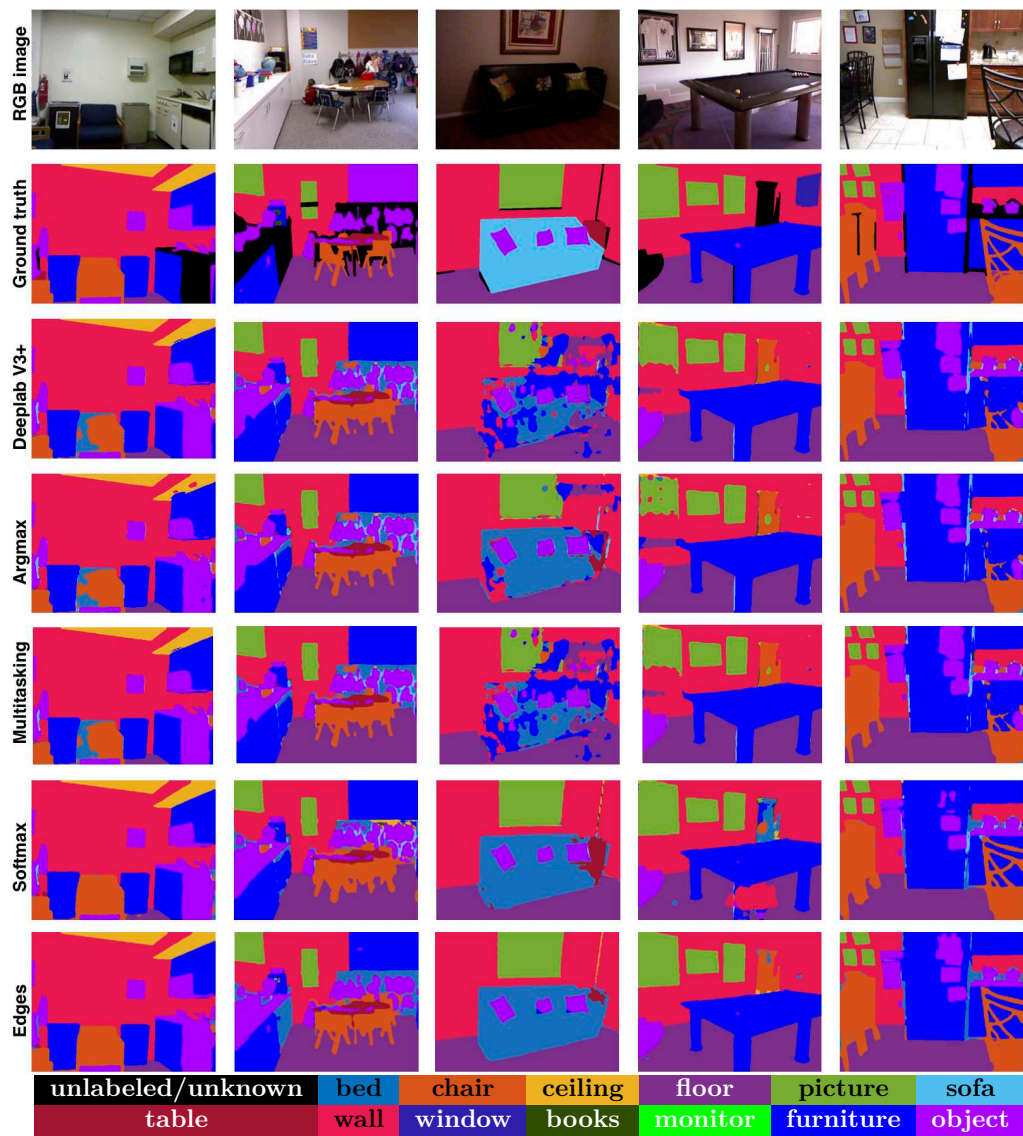 RGB image
Ground truth
Deeplab V3+
Argmax
Multitasking
Softmax
Edges
unlabeled/unknown bed chair ceiling floor picture sofa
table wall window books monitor furniture object